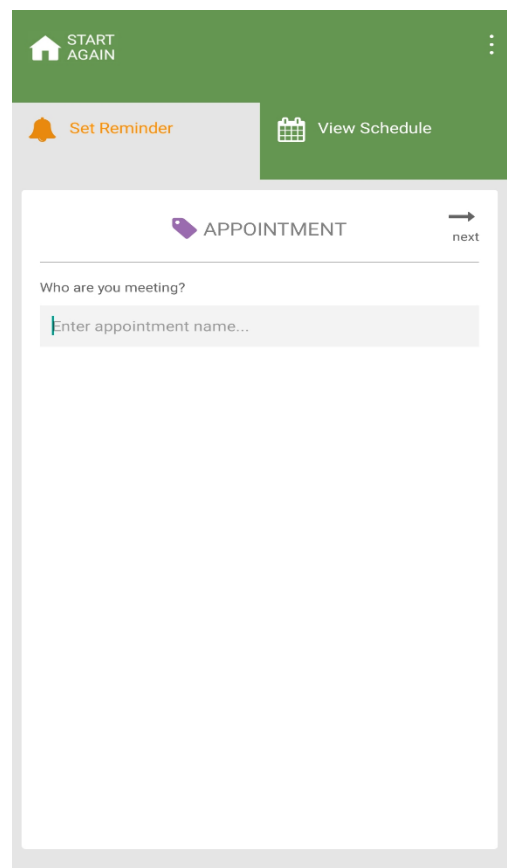 START
AGAIN
Set Reminder
View Schedule
APPOINTMENT
next
Who are you meeting?
Enter appointment name...